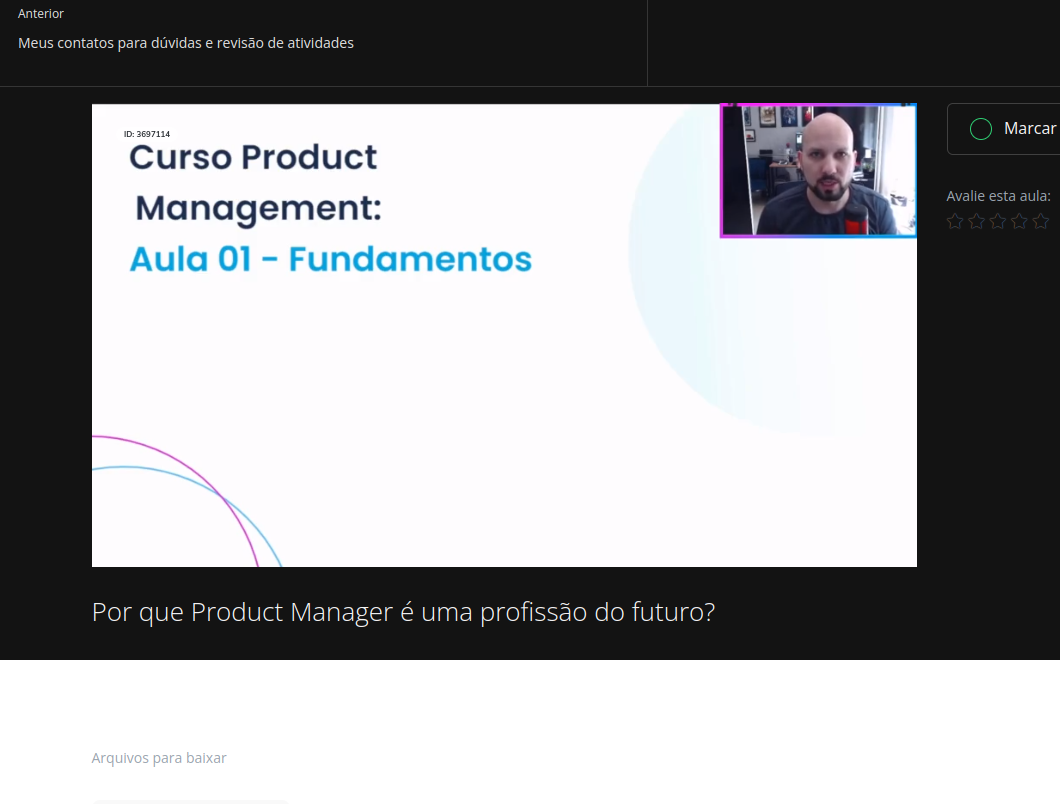 Anterior
Meus contatos para dúvidas e revisão de atividades
ID: 3697114
Curso Product
Management:
Aula 01 - Fundamentos
Marcar
Avalie esta aula:
Por que Product Manager é uma profissão do futuro?
Arquivos para baixar